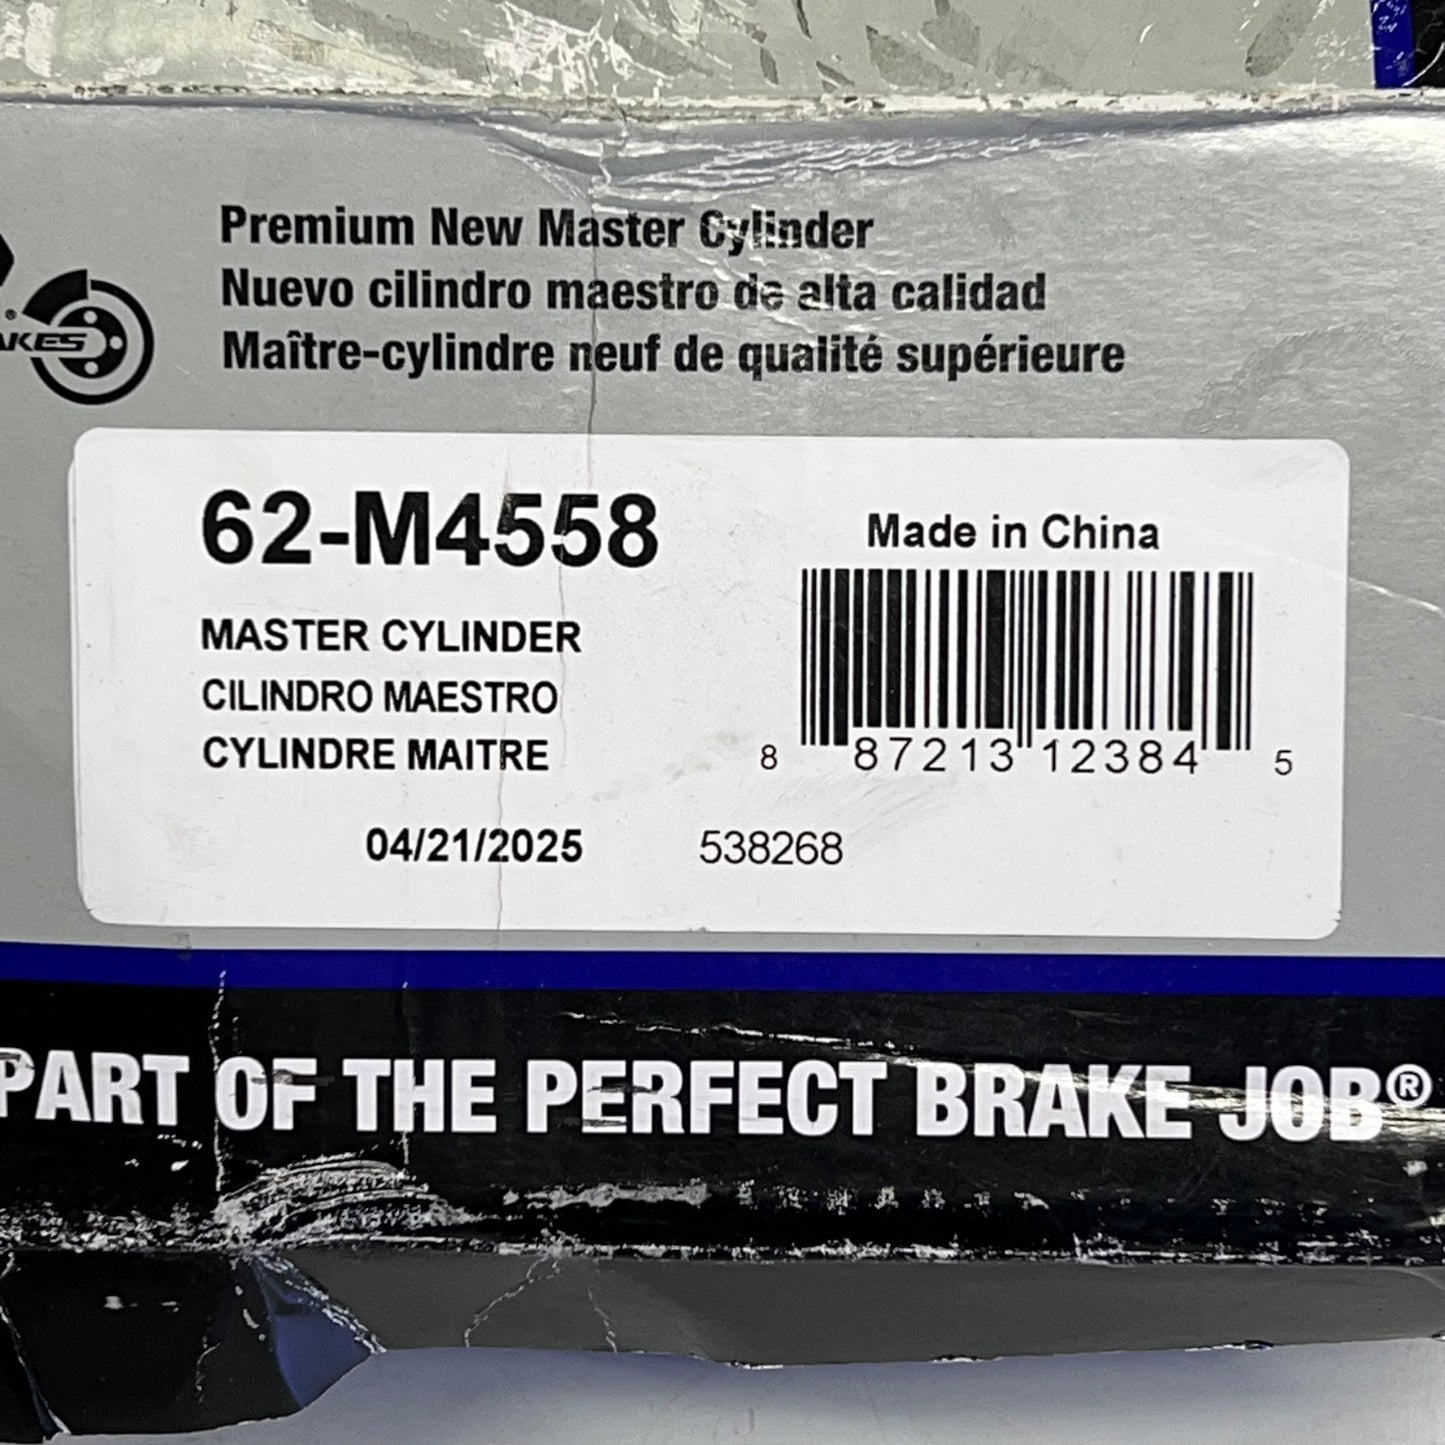 Premium New Master Cylinder
Nuevo cilindro maestro de alta calidad
®
AKES
Maître-cylindre neuf de qualité supérieure
62-M4558
Made in China
MASTER CYLINDER
CILINDRO MAESTRO
CYLINDRE MAITRE
8 87213 12384 5
04/21/2025 538268
PART OF THE PERFECT BRAKE JOB®